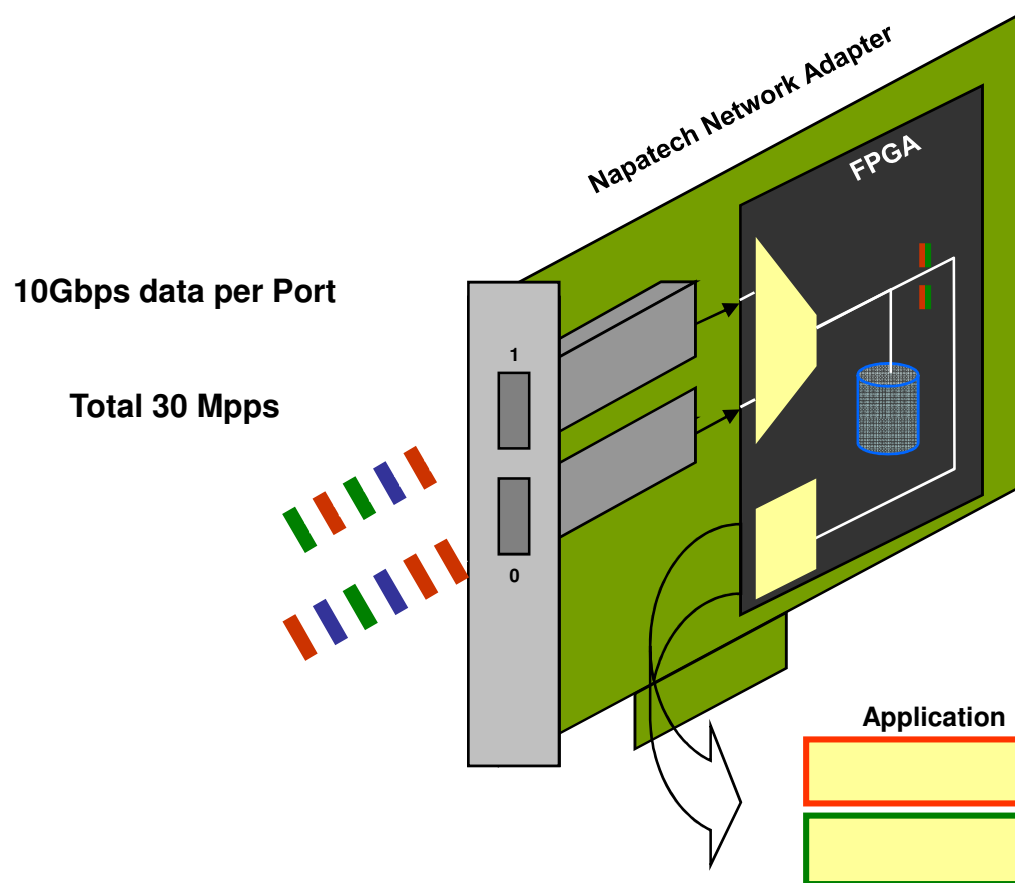 Napatech Network Adapter
FPGA
10Gbps data per Port
1
Total 30 Mpps
0
Application